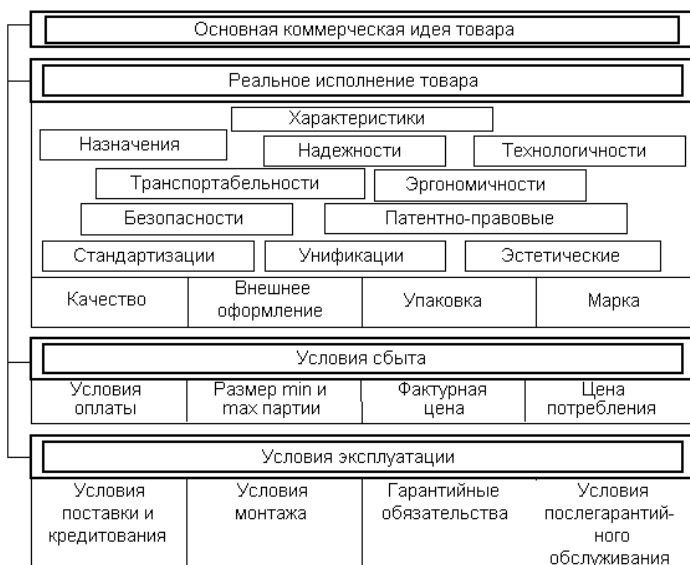 Основная коммерческая идея товара
Реальное исполнение товара
Характеристики
Назначения
Надежности
Технологичности
Транспортабельности
Эргономичности
Безопасности
Патентно-правовые
Стандартизации
Унификации
Эстетические
Качество
Внешнее
оформление
Упаковка
Марка
Условия сбыта
Условия
оплаты
Размер min и
max партии
Фактурная
цена
Цена
потребления
Условия эксплуатации
Условия
поставки и
кредитования
Условия
монтажа
Гарантийные
обязательства
Условия
послегарантий-
ного
обслуживания